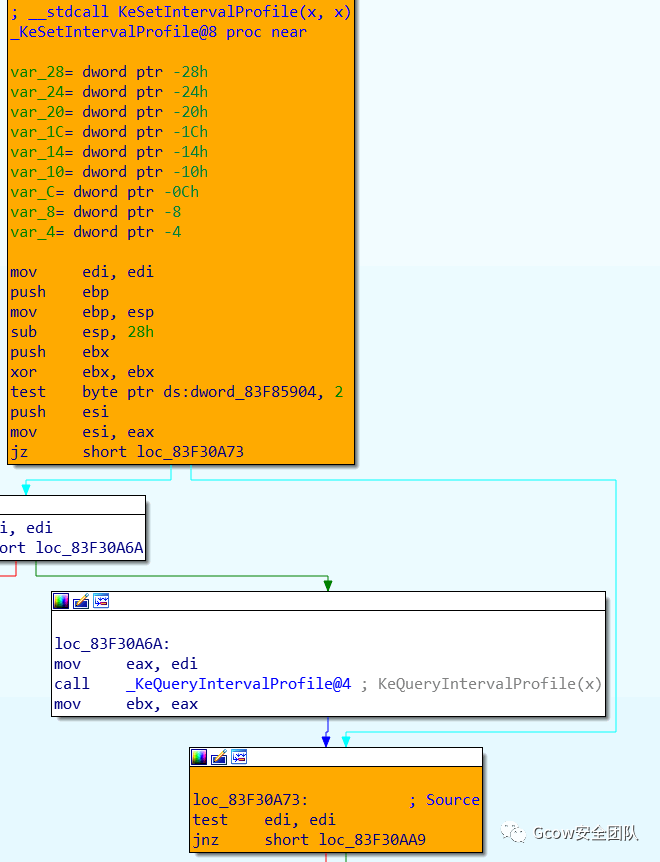 ; __stdcall KeSetIntervalProfile(x, x)
_KeSetIntervalProfile@8 proc near
var_28= dword ptr -28h
var_24= dword ptr -24h
var_20= dword ptr -20h
var_1C= dword ptr -1Ch
var_14= dword ptr -14h
var_10= dword ptr -10h
var_C= dword ptr -0Ch
var_8= dword ptr -8
var_4= dword ptr -4
mov edi, edi
push ebp
mov ebp, esp
sub esp, 28h
push ebx
xor ebx, ebx
test byte ptr ds:dword_83F85904, 2
push esi
mov esi, eax
jz short loc_83F30A73
i, edi
ort loc_83F30A6A
loc_83F30A6A:
mov eax, edi
call _KeQueryIntervalProfile@4 ; KeQueryIntervalProfile(x)
mov ebx, eax
loc_83F30A73: ; Source
test edi, edi
jnz short loc_83F30AA9
Gcow安全团队